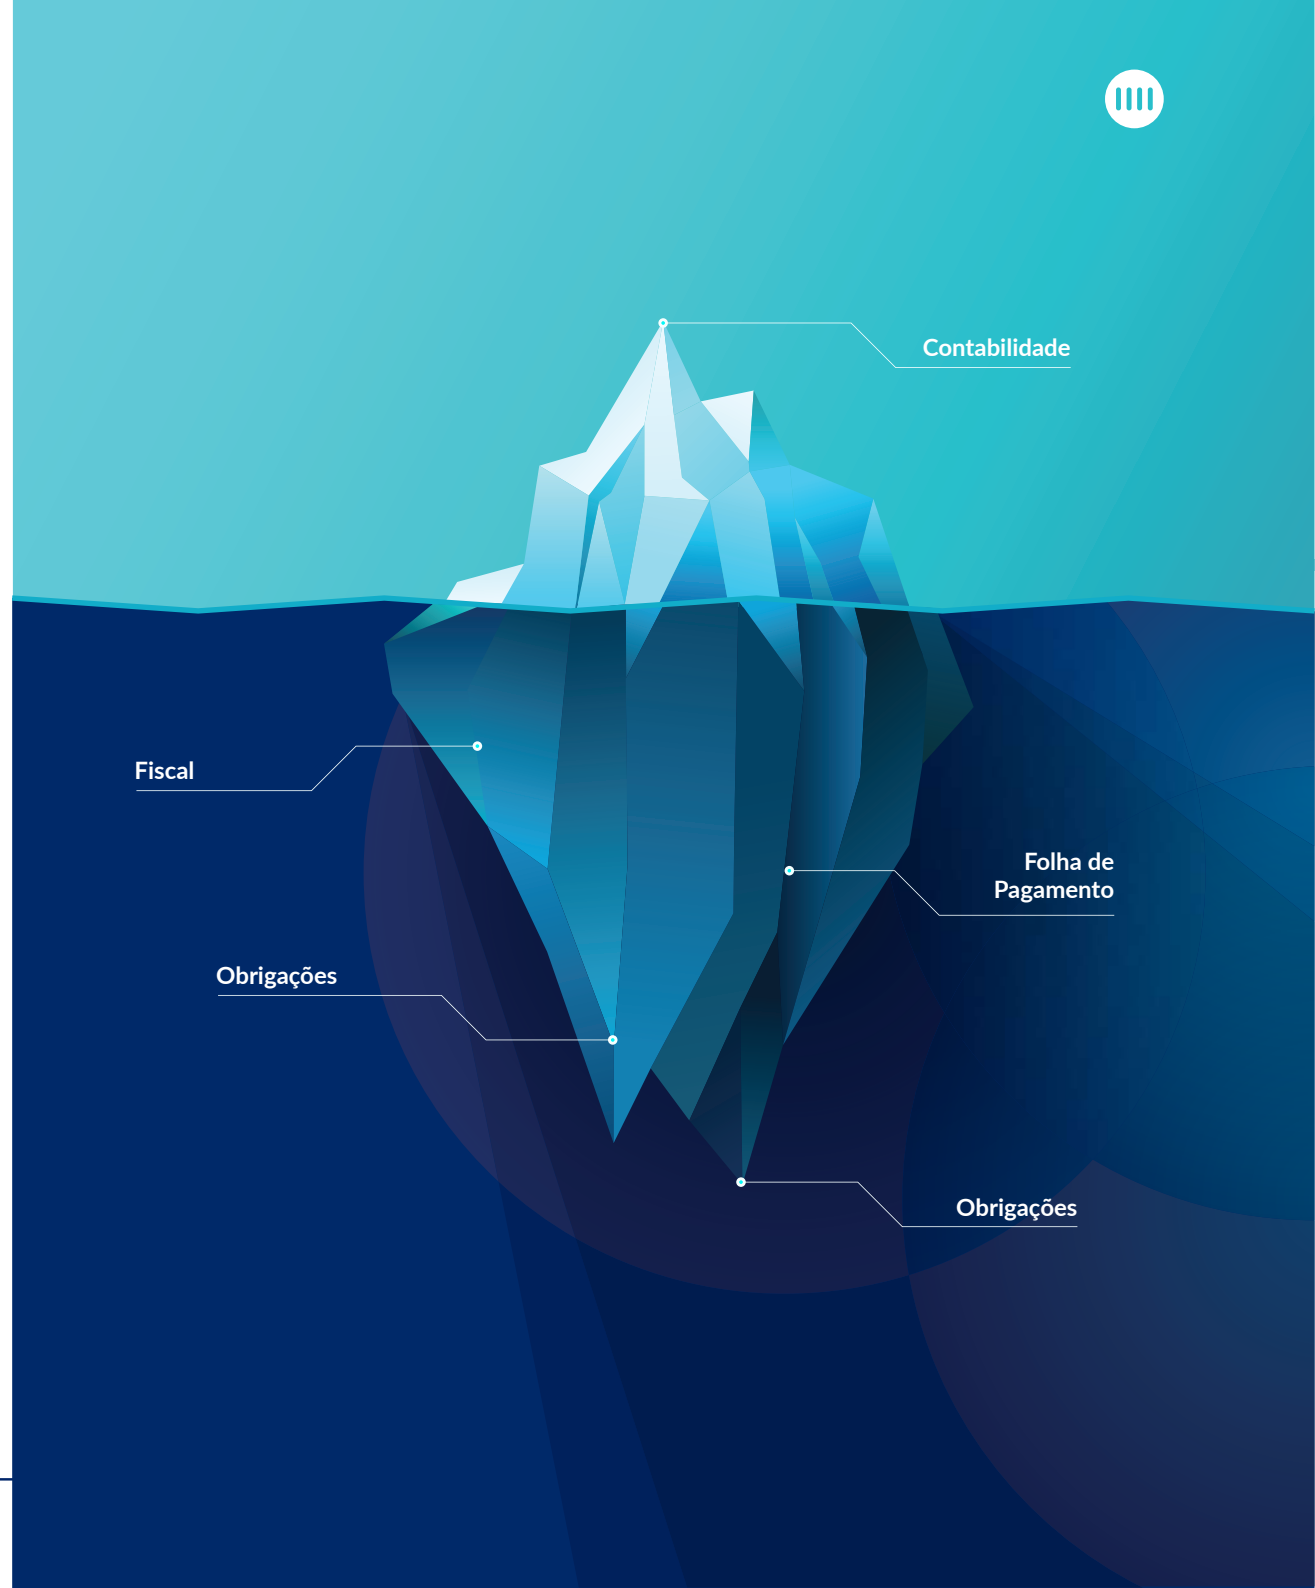 Contabilidade
Fiscal
Folha de
Pagamento
Obrigações
Obrigações